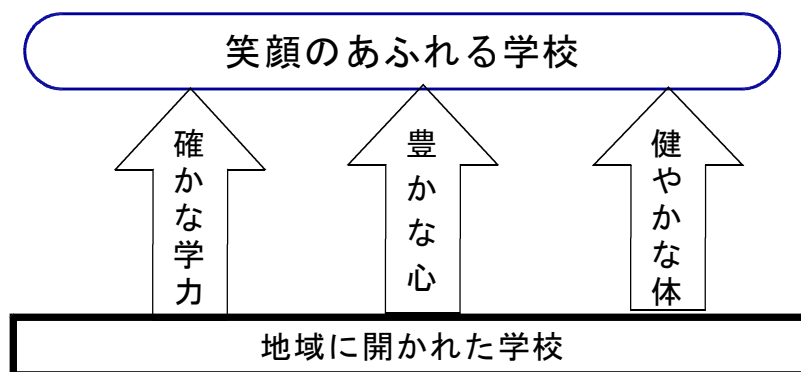 笑顔のあふれる学校
確かな学力
豊かな心
健やかな体
地域に開かれた学校